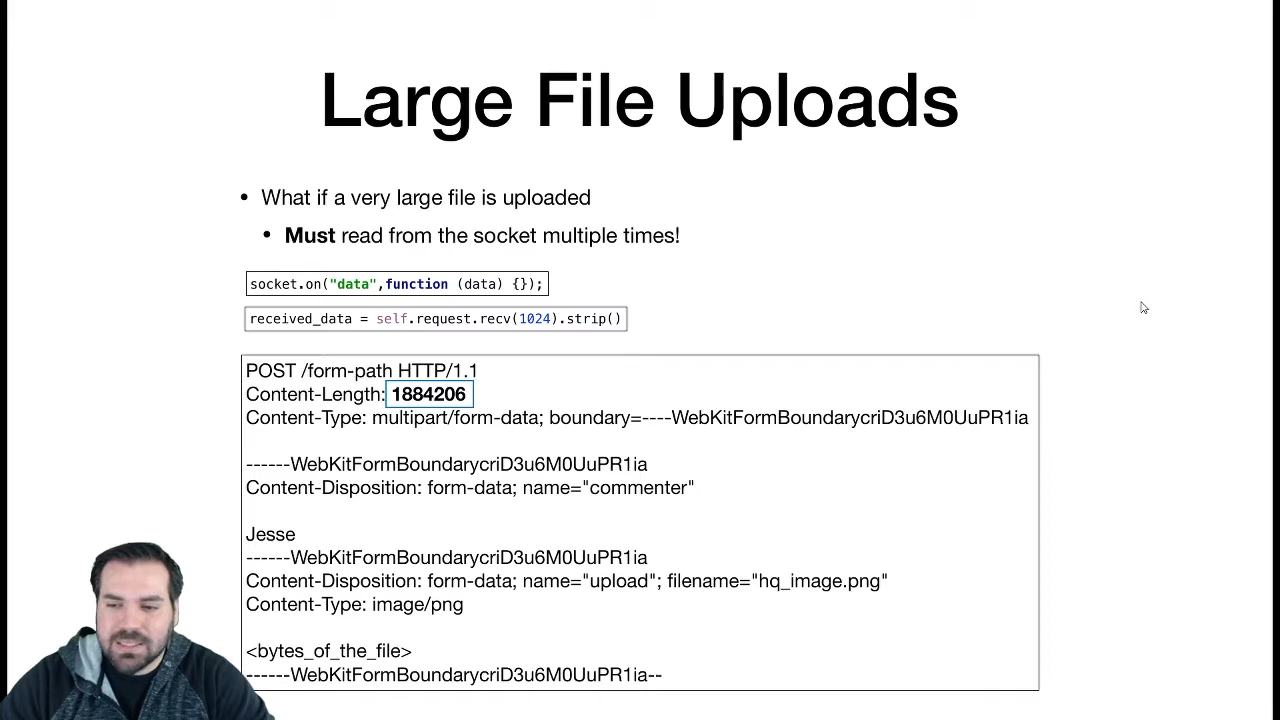 Large File Uploads
• What if a very large file is uploaded
• Must read from the socket multiple times!
socket.on("data",function (data) {});
received_data = self.request.recv(1024).strip()
POST /form-path HTTP/1.1
Content-Length: 1884206
Content-Type: multipart/form-data; boundary=----WebKitFormBoundarycriD3u6M0UuPR1ia
------WebKitFormBoundarycriD3u6M0UuPR1ia
Content-Disposition: form-data; name="commenter"
Jesse
------WebKitFormBoundarycriD3u6M0UuPR1ia
Content-Disposition: form-data; name="upload"; filename="hq_image.png"
Content-Type: image/png
<bytes_of_the_file>
------WebKitFormBoundarycriD3u6M0UuPR1ia--